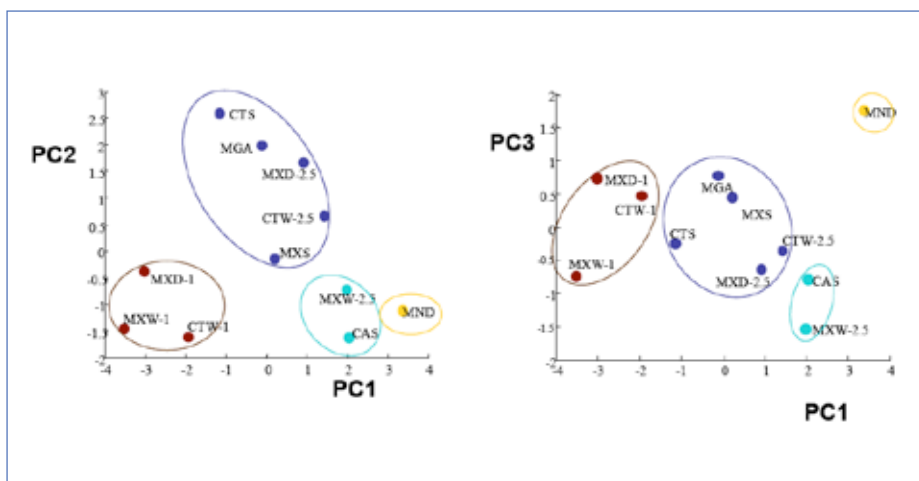 3
2.5
2
1.5
1
0.5
0
-0.5
-1
-1.5
-2
PC2
CTS
MGA
MXD-2.5
CTW-2.5
MXS
MXD-1
MXW-1
CTW-1
MXW-2.5
CAS
MND
-4 -3 -2 -1 0 1 2 3 4
PC1
2
1.5
1
0.5
0
-0.5
-1
-1.5
-2
PC3
MND
MXD-1
CTW-1
MXW-1
MGA
MXS
CTS
CTW-2.5
MXD-2.5
CAS
MXW-2.5
-4 -3 -2 -1 0 1 2 3 4
PC1